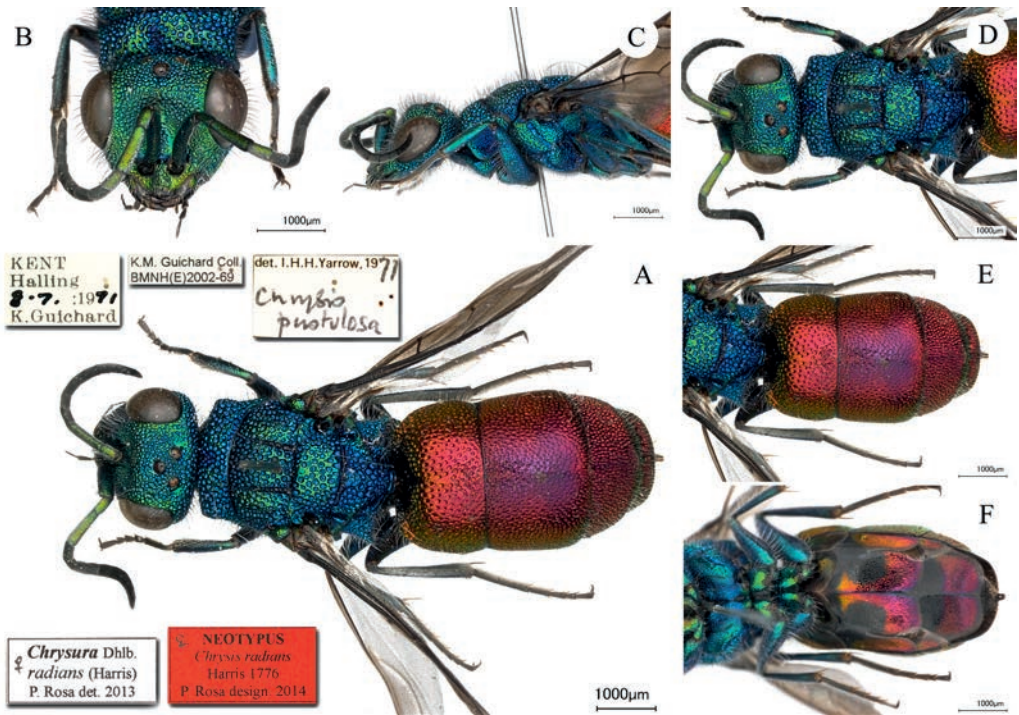 B
C
D
1000µm
1000µm
1000µm
KENT
Halling
8·7. :1971
K.Guichard
K.M. Guichard Coll.
BMNH(E)2002-69
det. I.H.H.Yarrow, 1971
Chrysis
pustulosa
A
E
1000µm
F
♀ Chrysura Dhlb.
radians (Harris)
P. Rosa det. 2013
♀ NEOTYPUS
Chrysis radians
Harris 1776
P. Rosa design. 2014
1000µm
1000µm